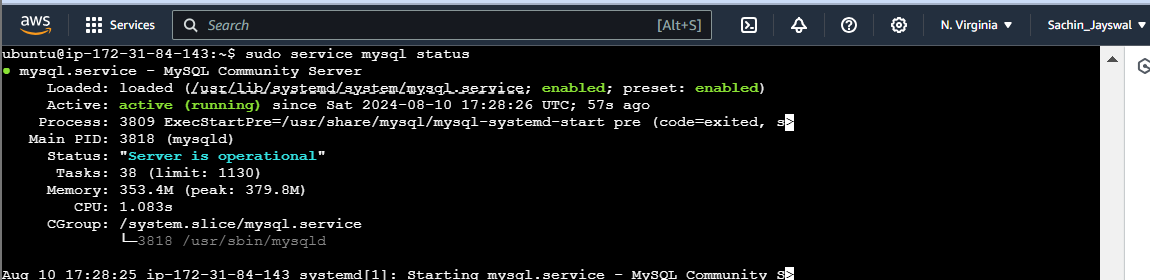 aws Services Search [Alt+S] N. Virginia Sachin_Jayswal
ubuntu@ip-172-31-84-143:~$ sudo service mysql status
● mysql.service - MySQL Community Server
Loaded: loaded (/usr/lib/systemd/system/mysql.service; enabled; preset: enabled)
Active: active (running) since Sat 2024-08-10 17:28:26 UTC; 57s ago
Process: 3809 ExecStartPre=/usr/share/mysql/mysql-systemd-start pre (code=exited, s>
Main PID: 3818 (mysqld)
Status: "Server is operational"
Tasks: 38 (limit: 1130)
Memory: 353.4M (peak: 379.8M)
CPU: 1.083s
CGroup: /system.slice/mysql.service
└─3818 /usr/sbin/mysqld
Aug 10 17:28:25 ip-172-31-84-143 systemd[1]: Starting mysql.service - MySQL Community S>